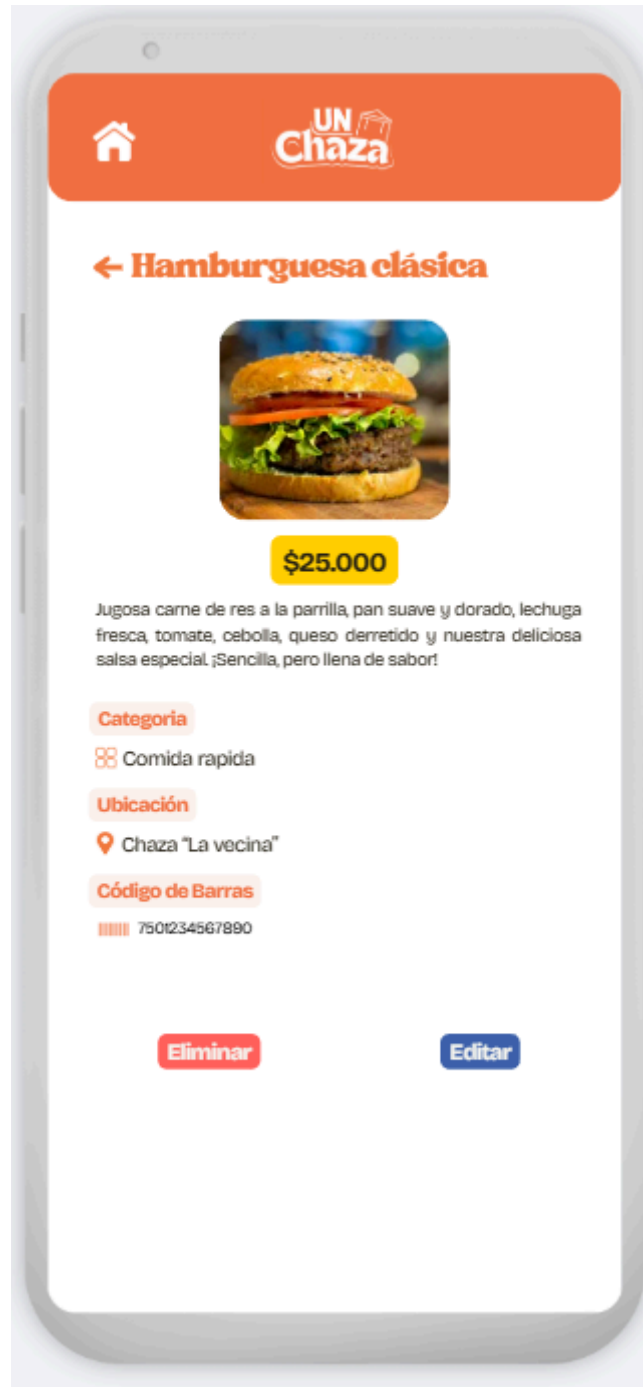 UN
Chaza
Hamburguesa clásica
$25.000
Jugosa carne de res a la parrilla, pan suave y dorado, lechuga
fresca, tomate, cebolla, queso derretido y nuestra deliciosa
salsa especial. ¡Sencilla, pero llena de sabor!
Categoria
Comida rapida
Ubicación
Chaza "La vecina"
Código de Barras
7501234567890
Eliminar
Editar